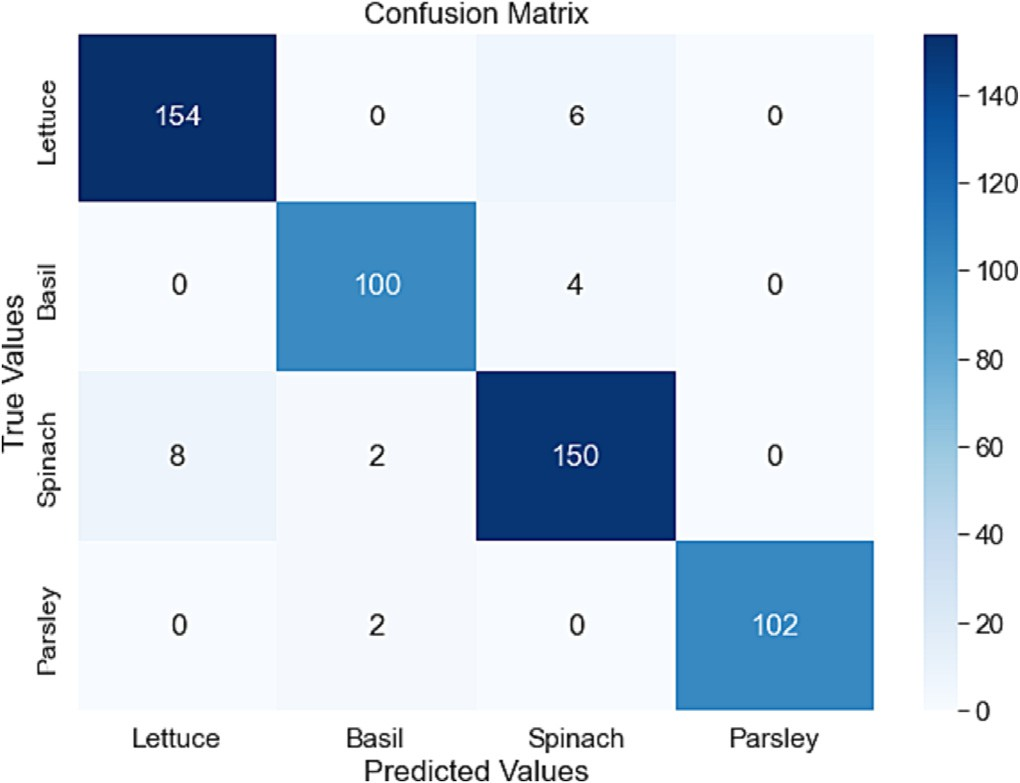 Confusion Matrix
Lettuce 154 0 6 0
Basil 0 100 4 0
Spinach 8 2 150 0
Parsley 0 2 0 102
True Values
Lettuce Basil Spinach Parsley
Predicted Values
140
120
100
80
60
40
20
0